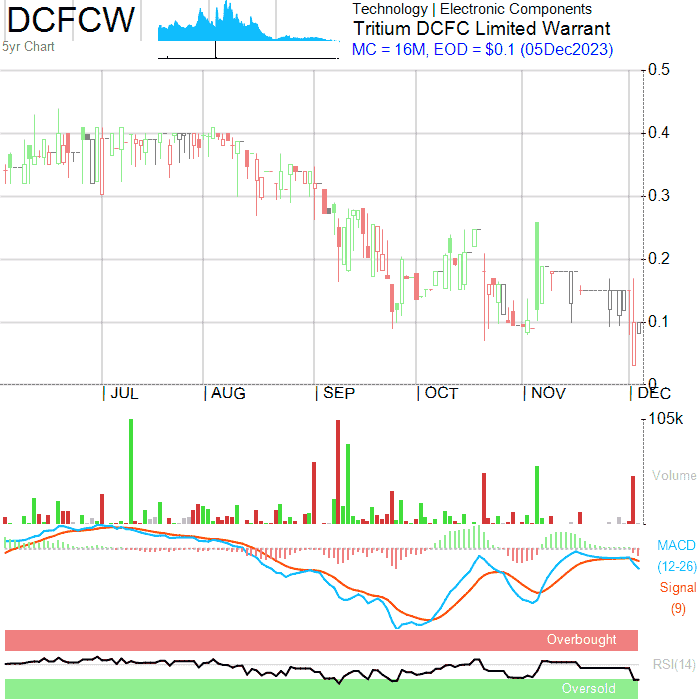 DCFCW
5yr Chart
Technology | Electronic Components
Tritium DCFC Limited Warrant
MC = 16M, EOD = $0.1 (05Dec2023)
0.5
0.4
0.3
0.2
0.1
0
JUL AUG SEP OCT NOV DEC
105k
Volume
MACD
(12-26)
Signal
(9)
Overbought
RSI(14)
Oversold